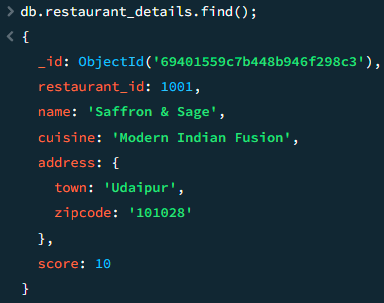 > db.restaurant_details.find();
< {
_id: ObjectId('69401559c7b448b946f298c3'),
restaurant_id: 1001,
name: 'Saffron & Sage',
cuisine: 'Modern Indian Fusion',
address: {
town: 'Udaipur',
zipcode: '101028'
},
score: 10
}